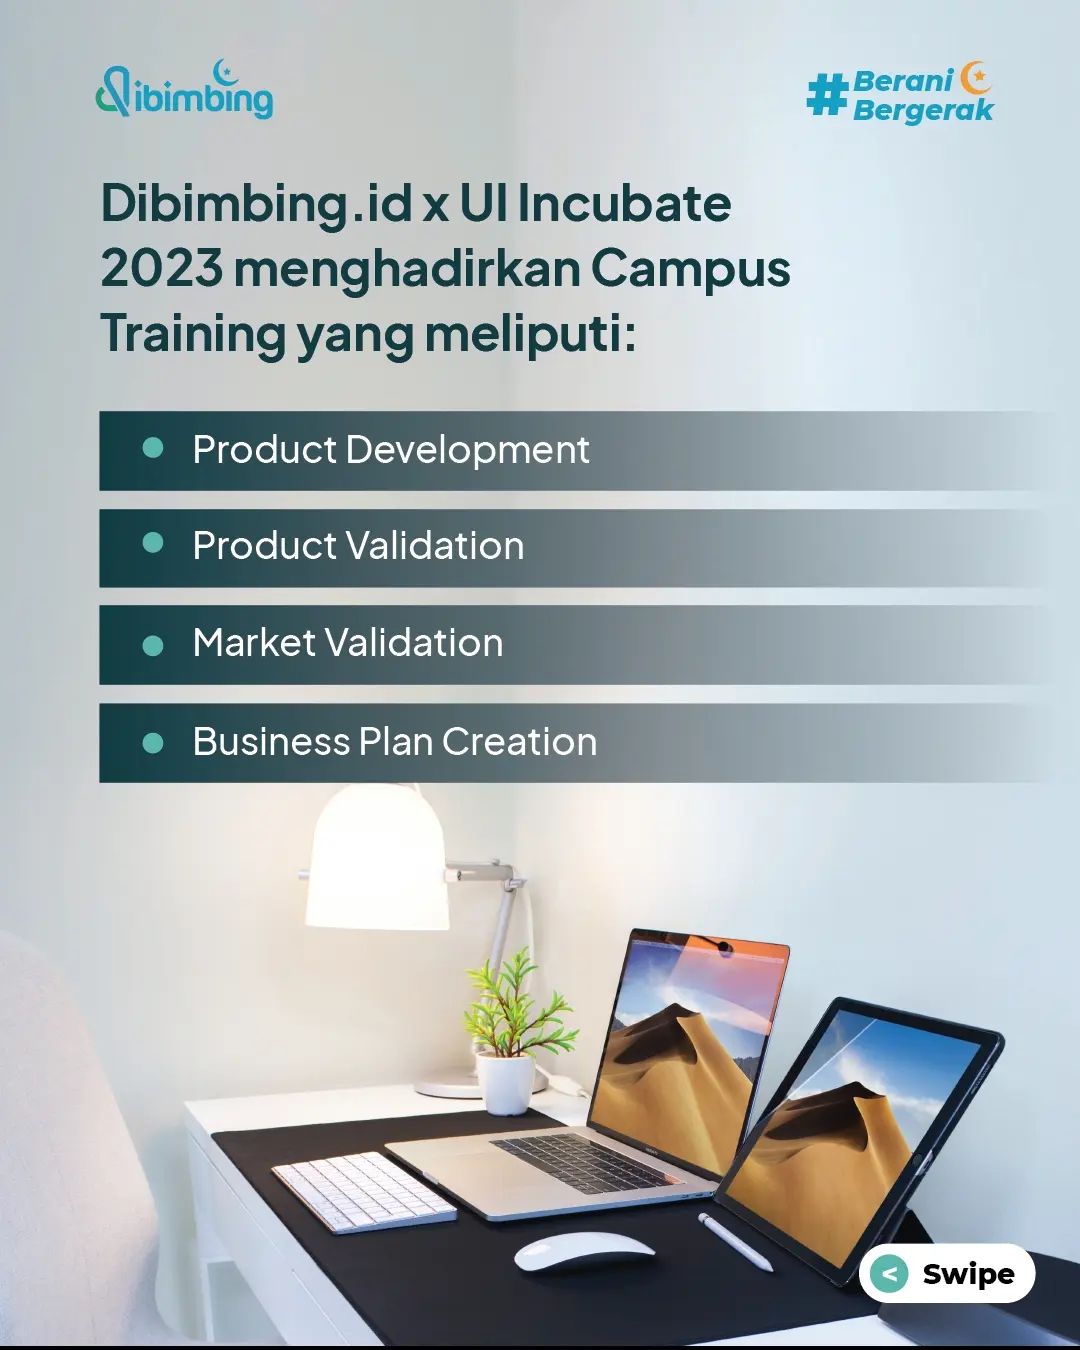 Dibimbing
#Berani
Bergerak
Dibimbing.id x UI Incubate
2023 menghadirkan Campus
Training yang meliputi:
Product Development
Product Validation
Market Validation
Business Plan Creation
< Swipe